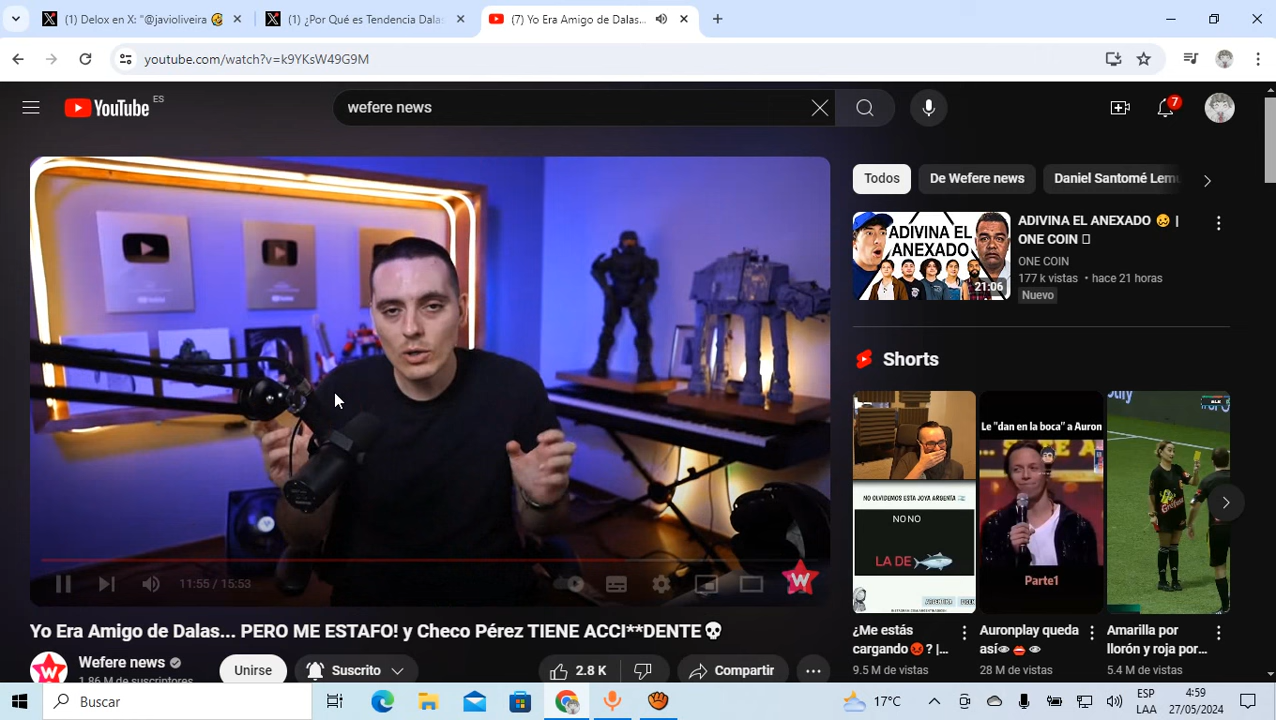 (1) Delox en X: "@javioliveira
(1) ¿Por Qué es Tendencia Dalas
(7) Yo Era Amigo de Dalas...
youtube.com/watch?v=k9YKsW49G9M
YouTube ES
wefere news
7
Todos
De Wefere news
Daniel Santomé Lemu
ADIVINA EL
ANEXADO
21:06
ADIVINA EL ANEXADO 😖 |
ONE COIN
ONE COIN
177 k vistas • hace 21 horas
Nuevo
Shorts
NO OLVIDEMOS ESTA JOYA ARGENTA
NO NO
LA DE
Le "dan en la boca" a Auron
Parte1
11:55 / 15:53
W
Yo Era Amigo de Dalas... PERO ME ESTAFO! y Checo Pérez TIENE ACCI**DENTE💀
¿Me estás
cargando😡? |...
9.5 M de vistas
Auronplay queda
así👁👄👁
28 M de vistas
Amarilla por
llorón y roja por...
5.4 M de vistas
W
Wefere news
1.86 M de suscriptores
Unirse
Suscrito
2.8 K
Compartir
Buscar
17°C
ESP
LAA
4:59
27/05/2024